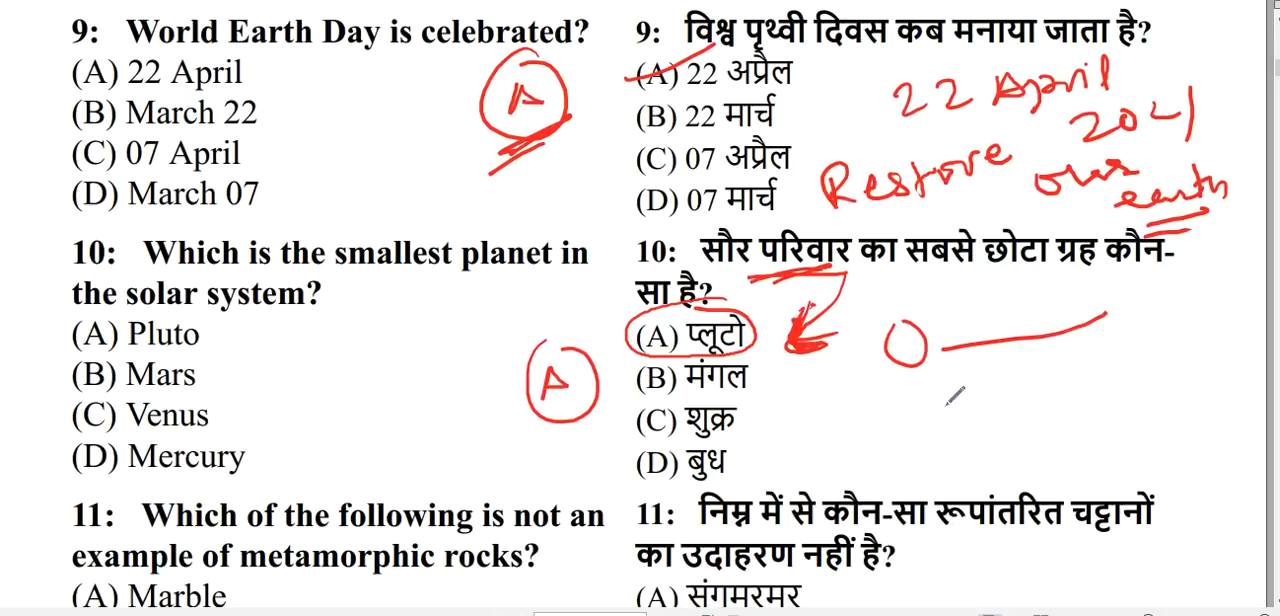 9: World Earth Day is celebrated?
(A) 22 April
(B) March 22
(C) 07 April
(D) March 07
A
10: Which is the smallest planet in
the solar system?
(A) Pluto
(B) Mars
(C) Venus
(D) Mercury
A
11: Which of the following is not an
example of metamorphic rocks?
(A) Marble
9: विश्व पृथ्वी दिवस कब मनाया जाता है?
(A) 22 अप्रैल
(B) 22 मार्च
(C) 07 अप्रैल
(D) 07 मार्च
22 April
2021
Restore our
earth
10: सौर परिवार का सबसे छोटा ग्रह कौन-
सा है?
(A) प्लूटो
(B) मंगल
(C) शुक्र
(D) बुध
11: निम्न में से कौन-सा रूपांतरित चट्टानों
का उदाहरण नहीं है?
(A) संगमरमर